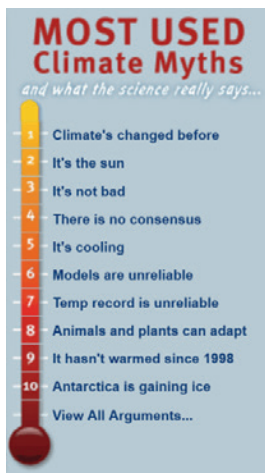 MOST USED
Climate Myths
and what the science really says...
1 Climate's changed before
2 It's the sun
3 It's not bad
4 There is no consensus
5 It's cooling
6 Models are unreliable
7 Temp record is unreliable
8 Animals and plants can adapt
9 It hasn't warmed since 1998
10 Antarctica is gaining ice
View All Arguments...